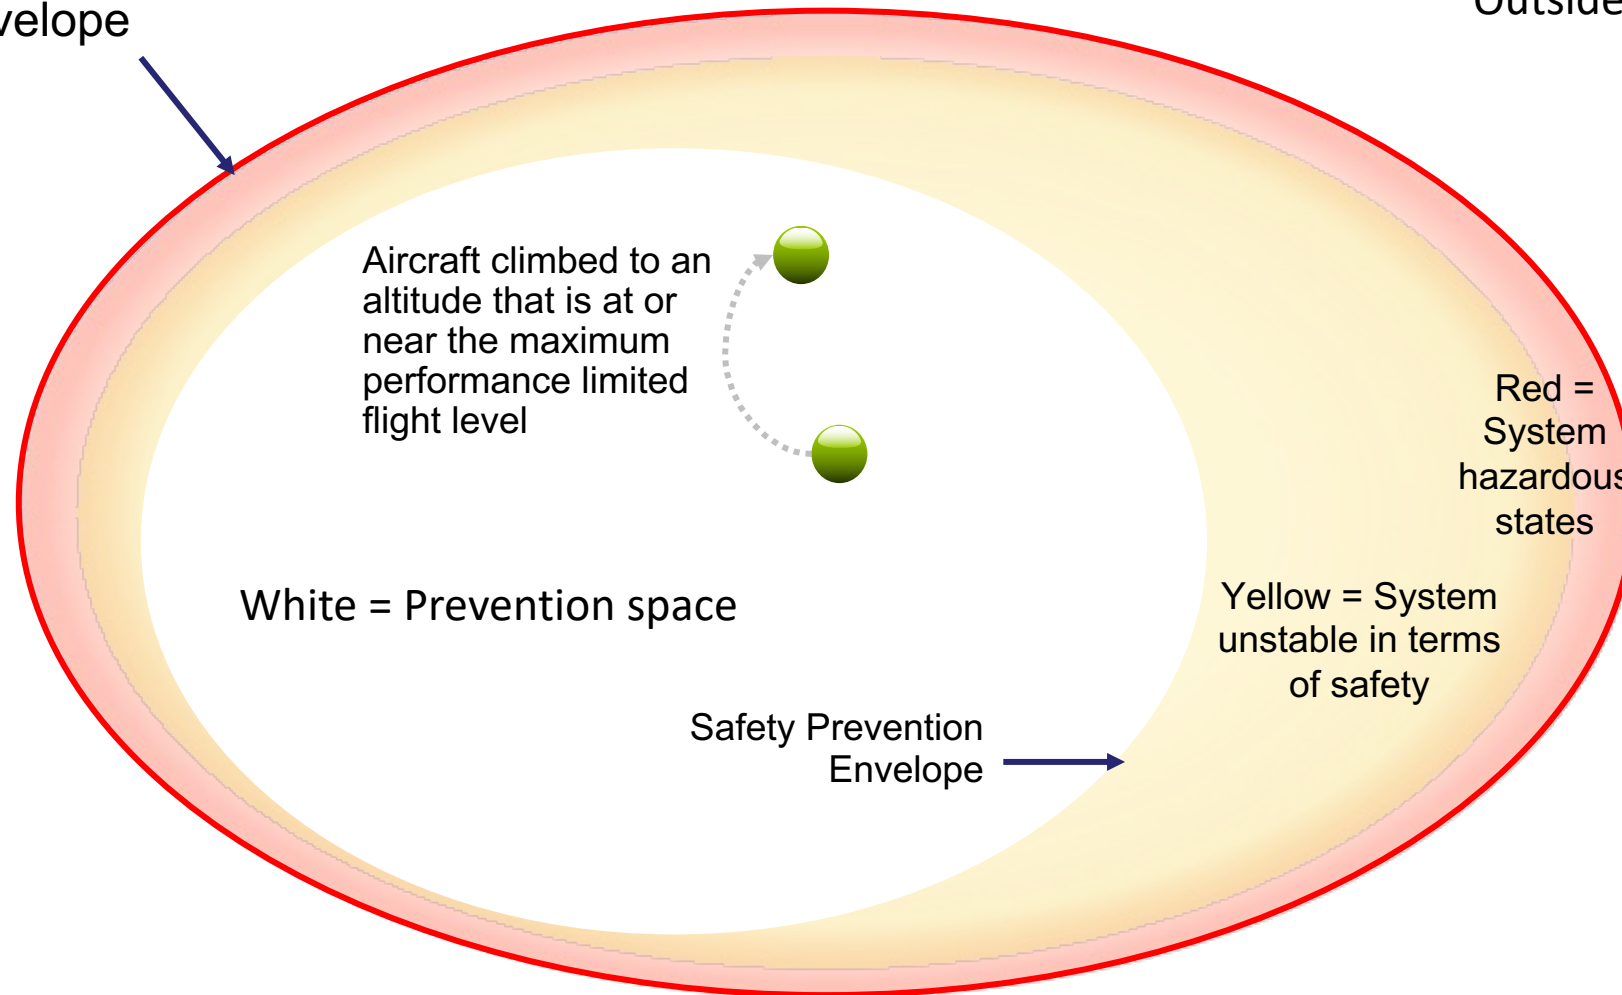 velope
Outside
Aircraft climbed to an
altitude that is at or
near the maximum
performance limited
flight level
Red =
System
hazardous
states
White = Prevention space
Yellow = System
unstable in terms
of safety
Safety Prevention
Envelope